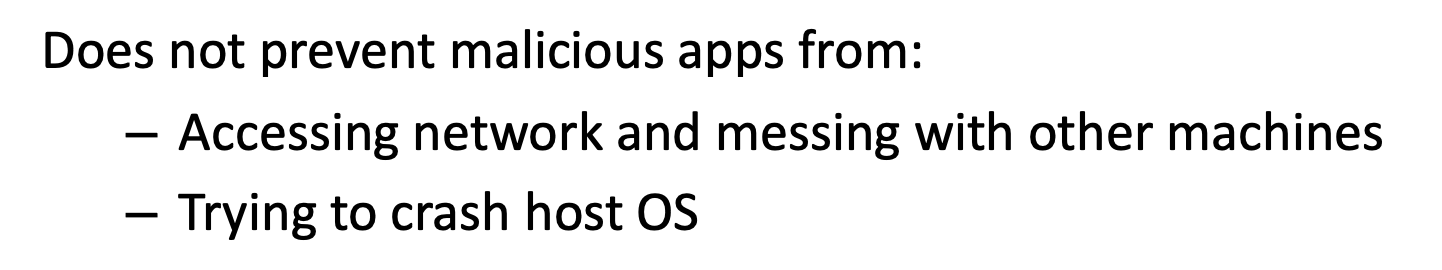 Does not prevent malicious apps from:
– Accessing network and messing with other machines
– Trying to crash host OS